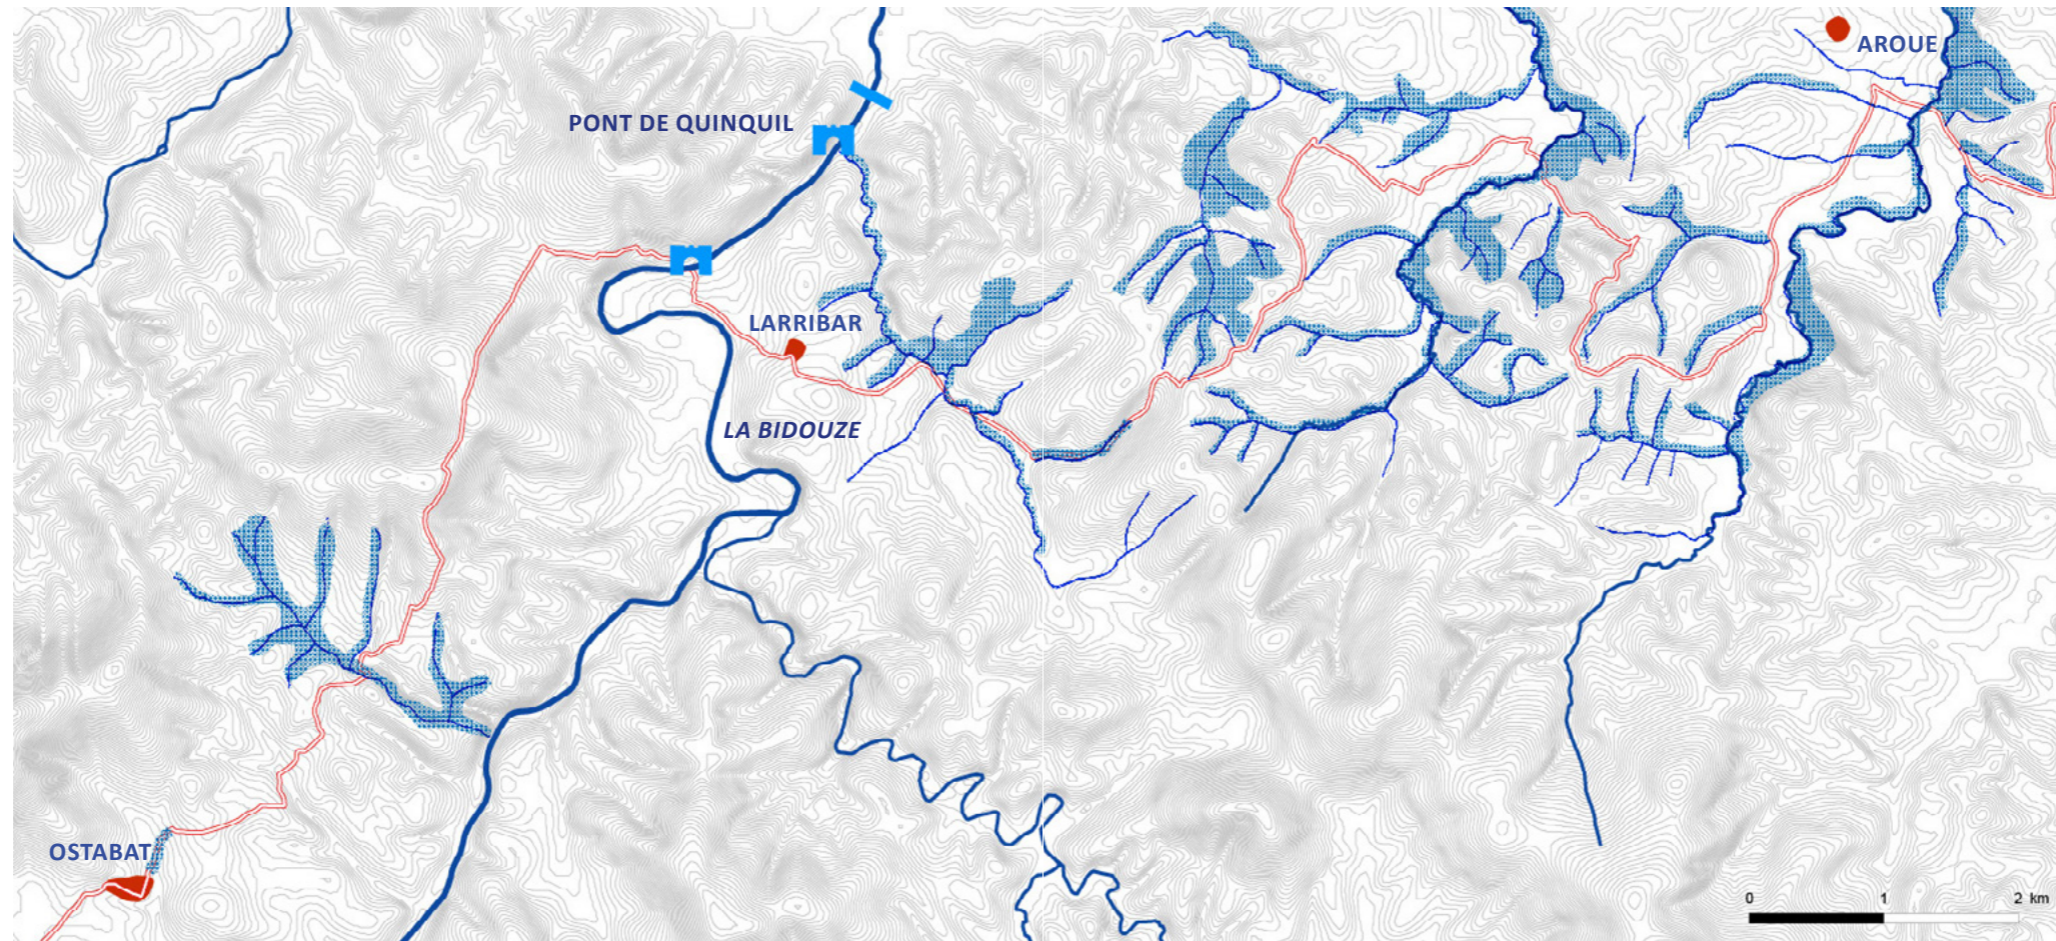 AROUE
PONT DE QUINQUIL
LARRIBAR
LA BIDOUZE
OSTABAT
0 1 2 km